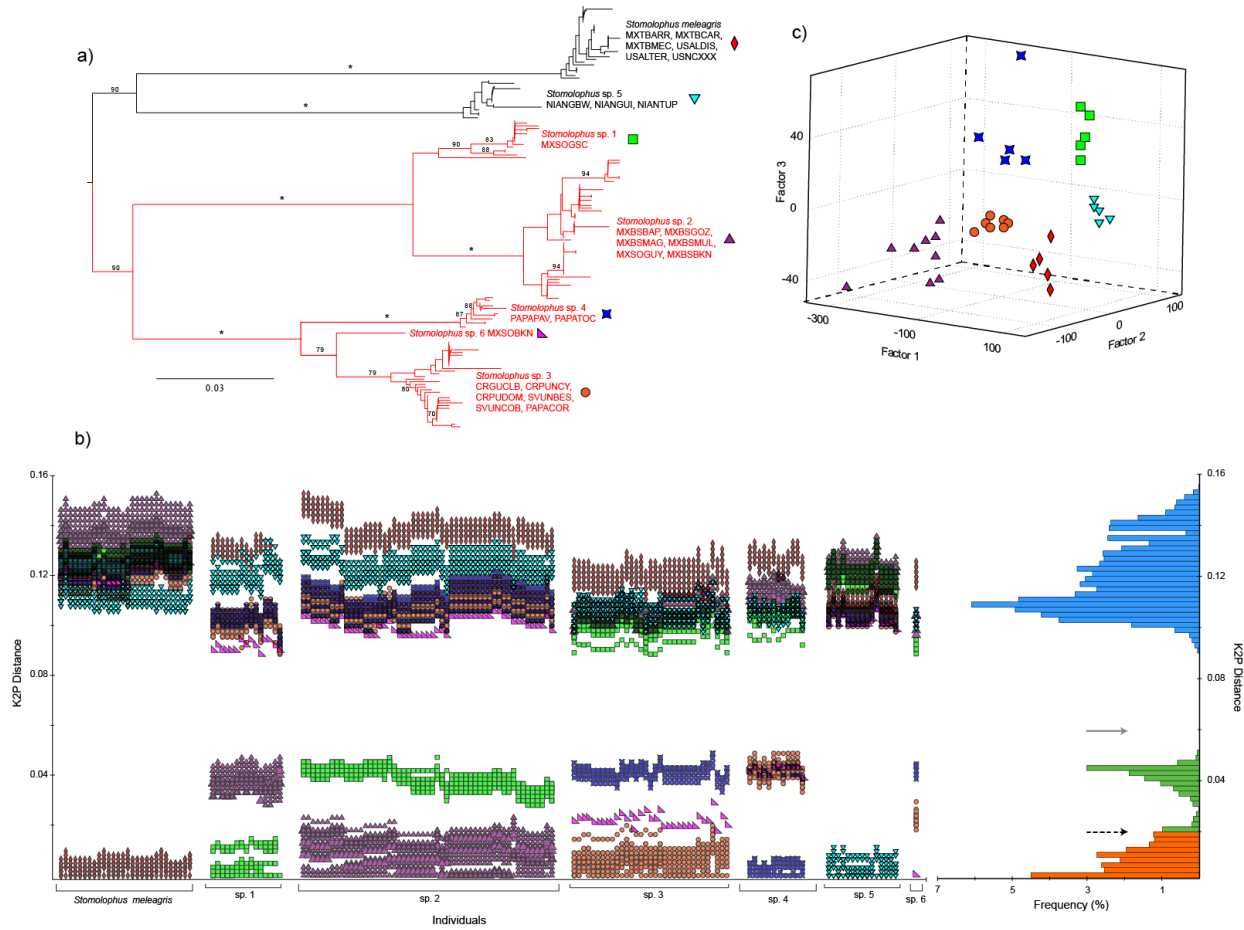 a)
Stomolophus meleagris
MXTBARR, MXTBCAR,
MXTBMEC, USALDIS,
USALTER, USNCXXX
90
*
*
Stomolophus sp. 5
NIANGBW, NIANGUI, NIANTUP
Stomolophus sp. 1
MXSOGSC
83
90
88
*
94
Stomolophus sp. 2
MXBSBAP, MXBSGOZ,
MXBSMAG, MXBSMUL,
MXSOGUY, MXBSBKN
*
94
90
88
Stomolophus sp. 4
PAPAPAV, PAPATOC
87
*
*
Stomolophus sp. 6 MXSOBKN
79
79
Stomolophus sp. 3
CRGUCLB, CRPUNCY,
CRPUDOM, SVUNBES,
SVUNCOB, PAPACOR
80
70
0.03
c)
Factor 3
40
0
-40
-300
-100
100
Factor 1
-100
0
100
Factor 2
b)
K2P Distance
0.16
0.12
0.08
0.04
Stomolophus meleagris
sp. 1
sp. 2
sp. 3
sp. 4
sp. 5
sp. 6
Individuals
7
5
3
1
Frequency (%)
0.16
0.12
0.08
0.04
K2P Distance